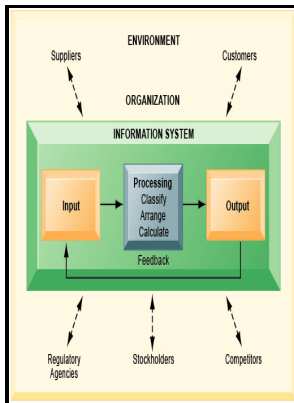 ENVIRONMENT
Suppliers
Customers
ORGANIZATION
INFORMATION SYSTEM
Input
Processing
Classify
Arrange
Calculate
Output
Feedback
Regulatory
Agencies
Stockholders
Competitors